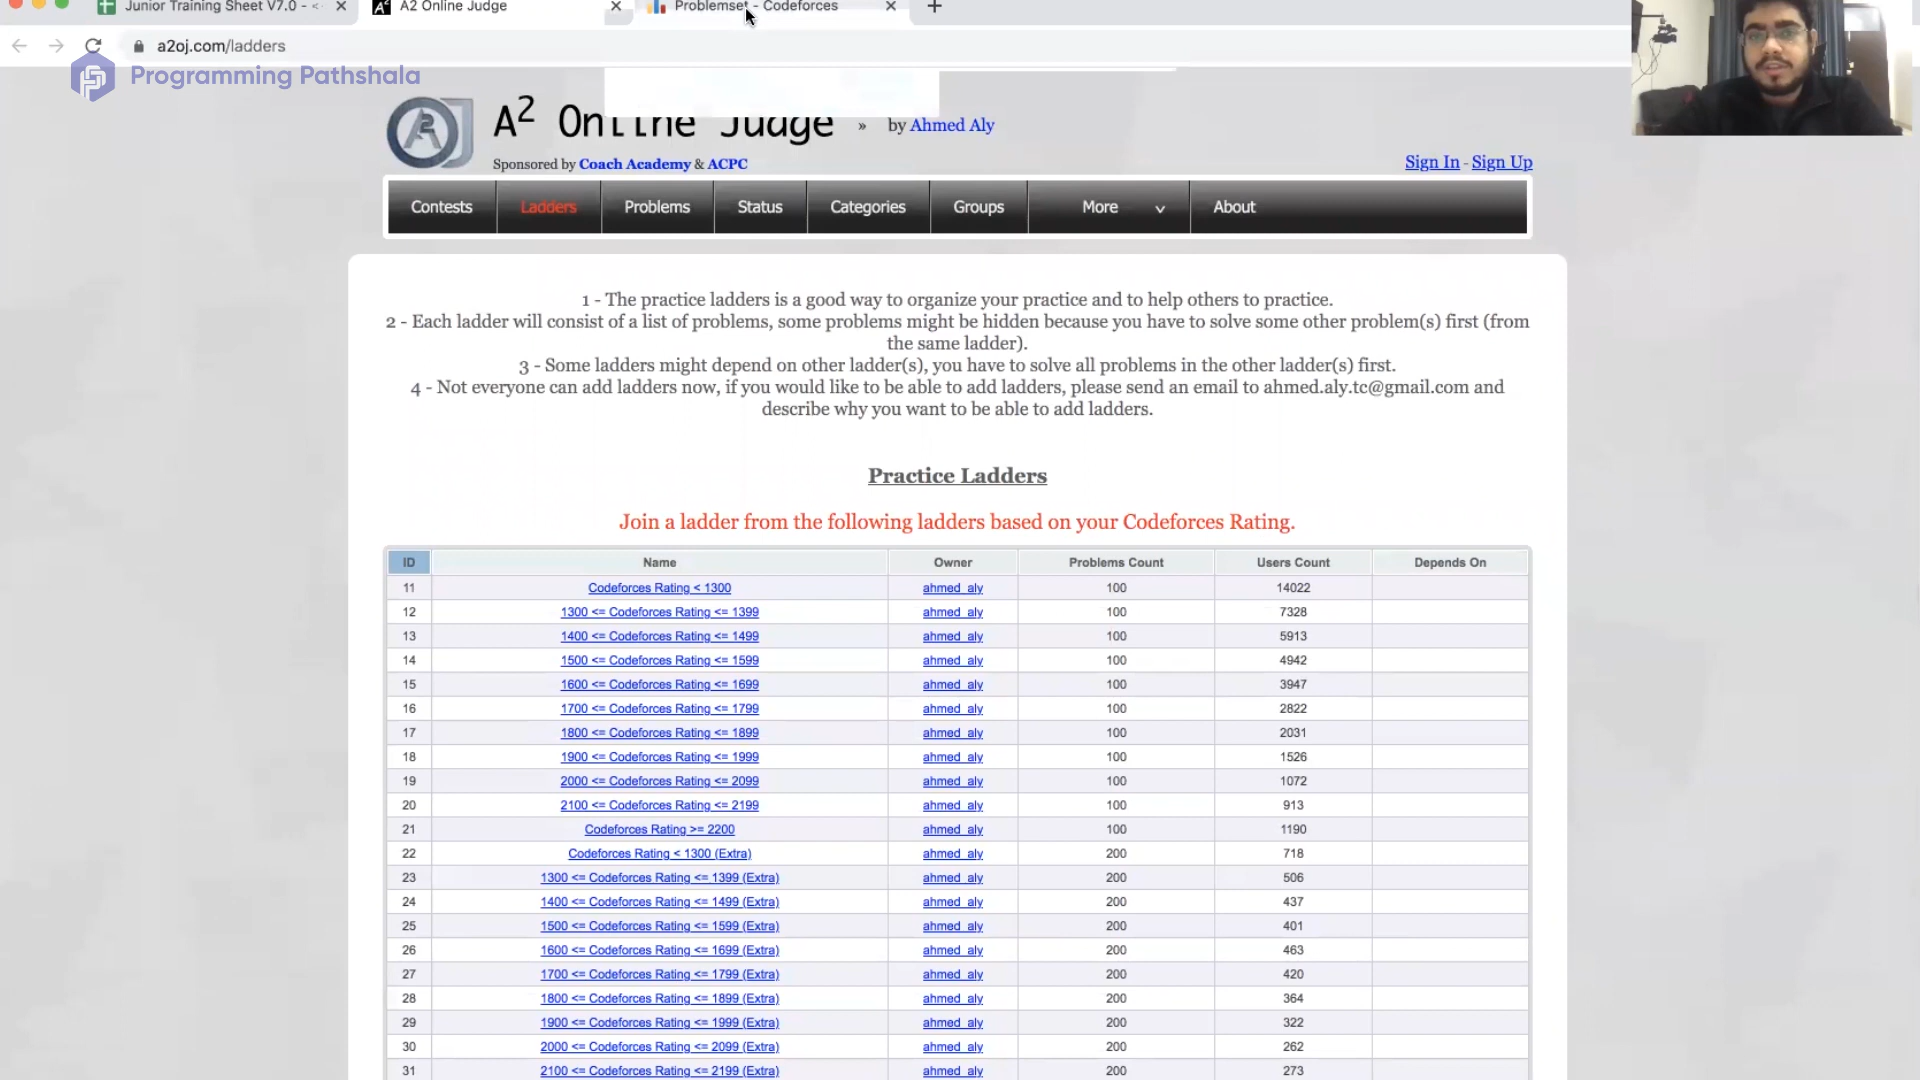 Junior Training Sheet V7.0 - <
A2 Online Judge
Problemset - Codeforces
a2oj.com/ladders
Programming Pathshala
A² Online Judge » by Ahmed Aly
Sponsored by Coach Academy & ACPC
Sign In - Sign Up
Contests Ladders Problems Status Categories Groups More About
1 - The practice ladders is a good way to organize your practice and to help others to practice.
2 - Each ladder will consist of a list of problems, some problems might be hidden because you have to solve some other problem(s) first (from
the same ladder).
3 - Some ladders might depend on other ladder(s), you have to solve all problems in the other ladder(s) first.
4 - Not everyone can add ladders now, if you would like to be able to add ladders, please send an email to ahmed.aly.tc@gmail.com and
describe why you want to be able to add ladders.
Practice Ladders
Join a ladder from the following ladders based on your Codeforces Rating.
ID Name Owner Problems Count Users Count Depends On
11 Codeforces Rating < 1300 ahmed_aly 100 14022
12 1300 <= Codeforces Rating <= 1399 ahmed_aly 100 7328
13 1400 <= Codeforces Rating <= 1499 ahmed_aly 100 5913
14 1500 <= Codeforces Rating <= 1599 ahmed_aly 100 4942
15 1600 <= Codeforces Rating <= 1699 ahmed_aly 100 3947
16 1700 <= Codeforces Rating <= 1799 ahmed_aly 100 2822
17 1800 <= Codeforces Rating <= 1899 ahmed_aly 100 2031
18 1900 <= Codeforces Rating <= 1999 ahmed_aly 100 1526
19 2000 <= Codeforces Rating <= 2099 ahmed_aly 100 1072
20 2100 <= Codeforces Rating <= 2199 ahmed_aly 100 913
21 Codeforces Rating >= 2200 ahmed_aly 100 1190
22 Codeforces Rating < 1300 (Extra) ahmed_aly 200 718
23 1300 <= Codeforces Rating <= 1399 (Extra) ahmed_aly 200 506
24 1400 <= Codeforces Rating <= 1499 (Extra) ahmed_aly 200 437
25 1500 <= Codeforces Rating <= 1599 (Extra) ahmed_aly 200 401
26 1600 <= Codeforces Rating <= 1699 (Extra) ahmed_aly 200 463
27 1700 <= Codeforces Rating <= 1799 (Extra) ahmed_aly 200 420
28 1800 <= Codeforces Rating <= 1899 (Extra) ahmed_aly 200 364
29 1900 <= Codeforces Rating <= 1999 (Extra) ahmed_aly 200 322
30 2000 <= Codeforces Rating <= 2099 (Extra) ahmed_aly 200 262
31 2100 <= Codeforces Rating <= 2199 (Extra) ahmed_aly 200 273